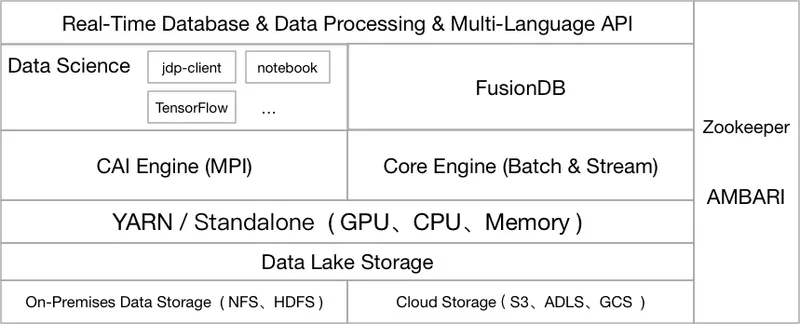 Real-Time Database & Data Processing & Multi-Language API
Data Science
jdp-client
notebook
TensorFlow
...
FusionDB
CAI Engine (MPI)
Core Engine (Batch & Stream)
YARN / Standalone（GPU、CPU、Memory）
Data Lake Storage
On-Premises Data Storage（NFS、HDFS）
Cloud Storage（S3、ADLS、GCS ）
Zookeeper
AMBARI